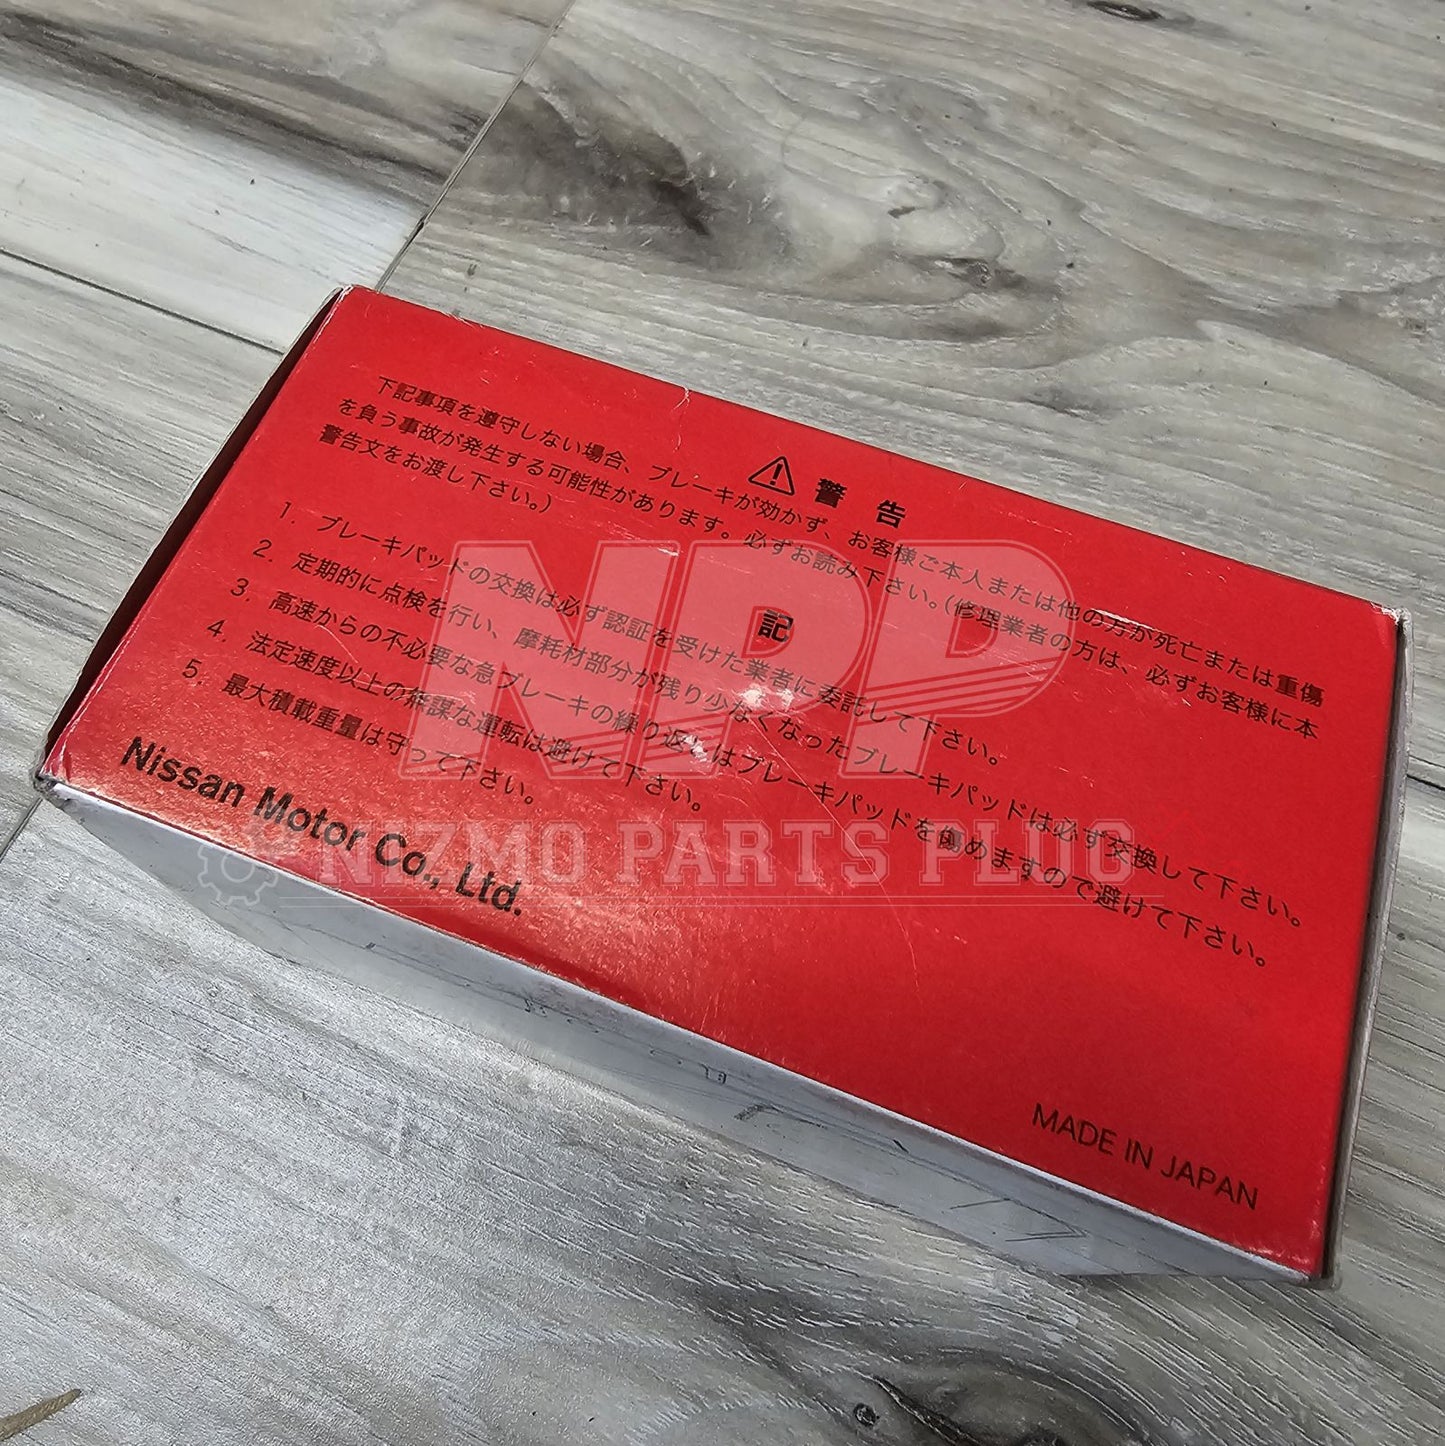 ⚠ 警 告
下記事項を遵守しない場合、ブレーキが効かず、お客様ご本人または他の方が死亡または重傷
を負う事故が発生する可能性があります。必ずお読み下さい。(修理業者の方は、必ずお客様に本
警告文をお渡し下さい。)
記
1. ブレーキパッドの交換は必ず認証を受けた業者に委託して下さい。
2. 定期的に点検を行い、摩耗材部分が残り少なくなったブレーキパッドは必ず交換して下さい。
3. 高速からの不必要な急ブレーキの繰り返しはブレーキパッドを傷めますので避けて下さい。
4. 法定速度以上の無謀な運転は避けて下さい。
5. 最大積載重量は守って下さい。
Nissan Motor Co., Ltd.
MADE IN JAPAN
NPP
NIZMO PARTS PLUG